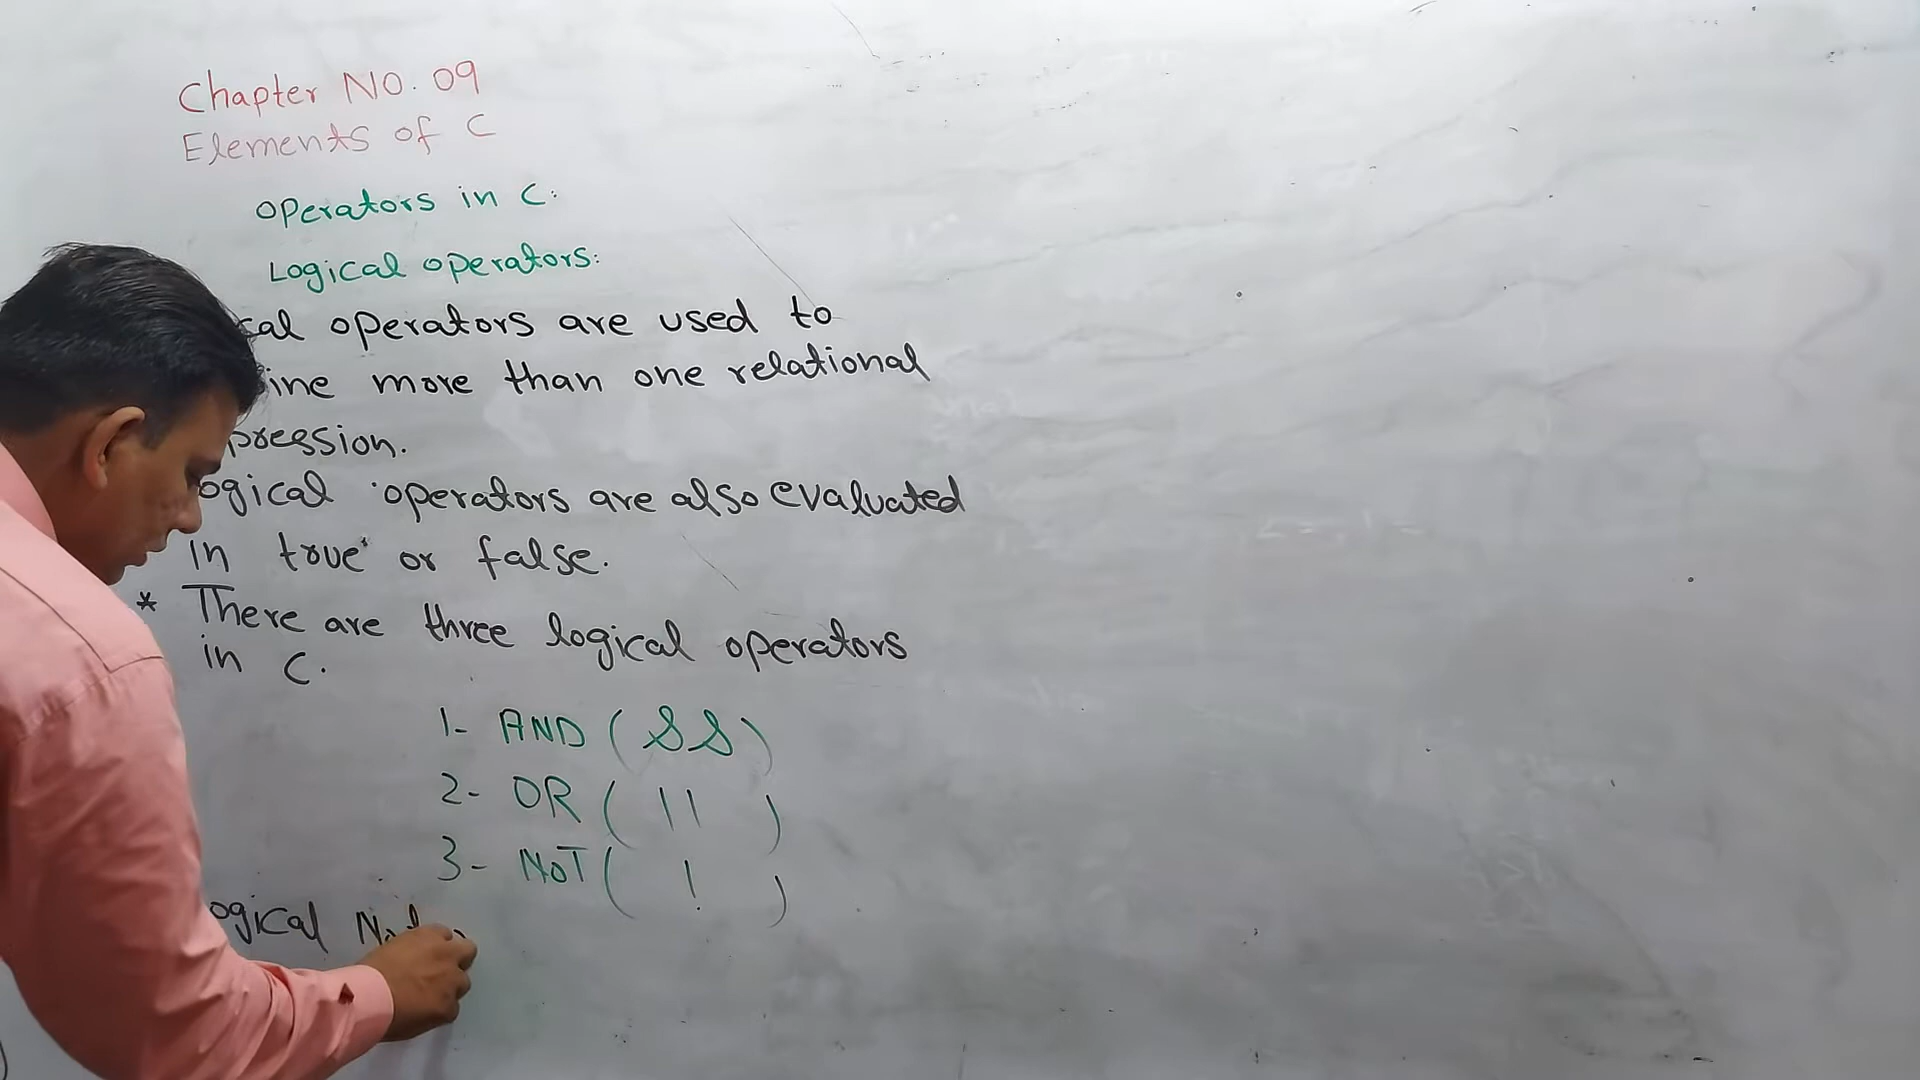 Chapter NO. 09
Elements of C
Operators in C:
Logical operators:
cal operators are used to
ine more than one relational
pression.
ogical operators are also evaluated
in true or false.
* There are three logical operators
in C.
1- AND ( && )
2- OR ( || )
3- NOT ( ! )
ogical Not